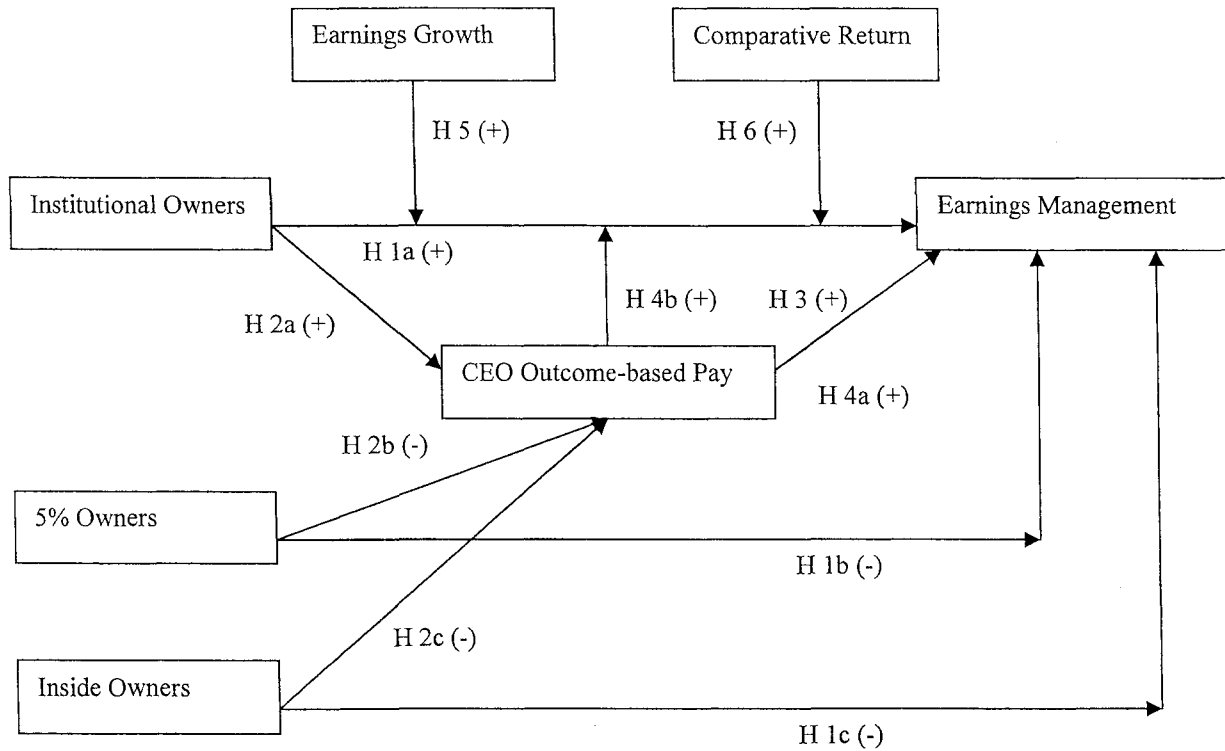 Earnings Growth
Comparative Return
H 5 (+)
H 6 (+)
Institutional Owners
Earnings Management
H 1a (+)
H 2a (+)
H 4b (+)
H 3 (+)
CEO Outcome-based Pay
H 4a (+)
H 2b (-)
5% Owners
H 1b (-)
H 2c (-)
Inside Owners
H 1c (-)